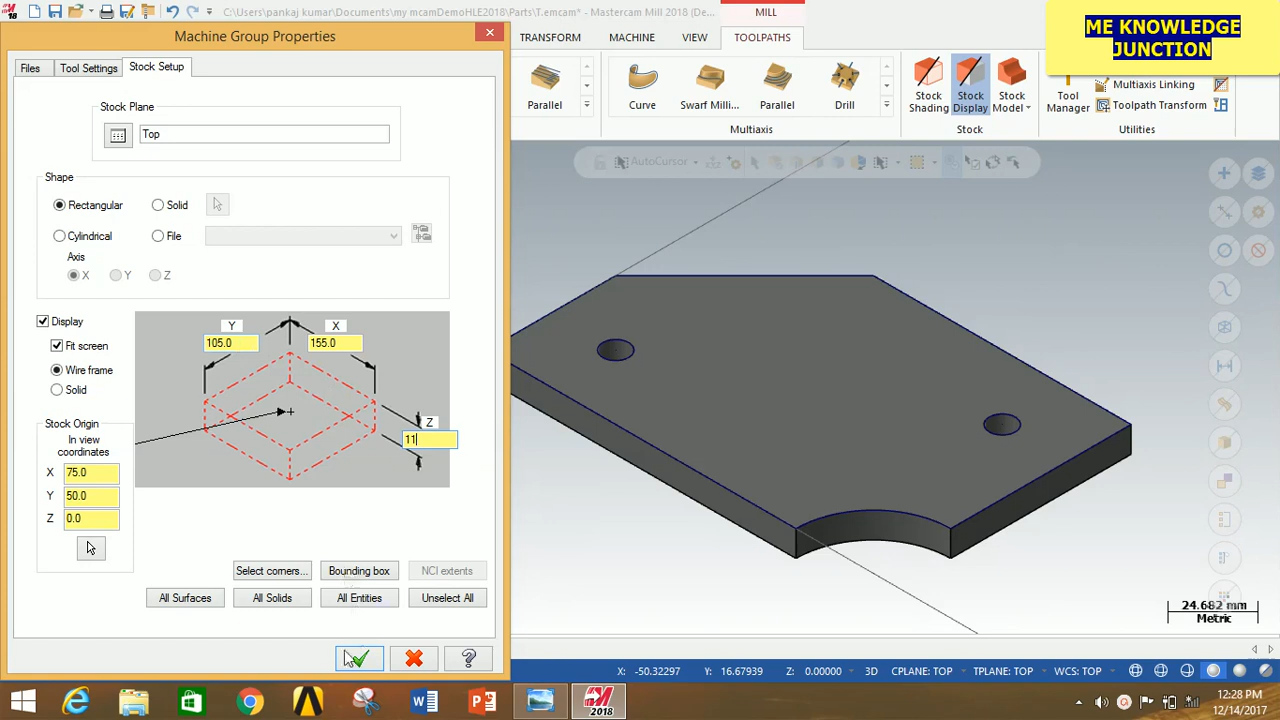 C:\Users\pankaj kumar\Documents\my mcamDemoHLE2018\Parts\T.emcam* - Mastercam Mill 2018 (De...
MILL
ME KNOWLEDGE
JUNCTION
Machine Group Properties
TRANSFORM
MACHINE
VIEW
TOOLPATHS
Files
Tool Settings
Stock Setup
Parallel
Curve
Swarf Milli...
Parallel
Drill
Multiaxis
Stock
Shading
Stock
Display
Stock
Model
Stock
Tool
Manager
Multiaxis Linking
Toolpath Transform
Utilities
Stock Plane
Top
AutoCursor
Shape
Rectangular
Solid
Cylindrical
File
Axis
X
Y
Z
Display
Fit screen
Wire frame
Solid
Y
X
105.0
155.0
Z
11
Stock Origin
In view
coordinates
X 75.0
Y 50.0
Z 0.0
Select corners...
Bounding box
NCI extents
All Surfaces
All Solids
All Entities
Unselect All
24.682 mm
Metric
X: -50.32297
Y: 16.67939
Z: 0.00000
3D
CPLANE: TOP
TPLANE: TOP
WCS: TOP
2018
12:28 PM
12/14/2017